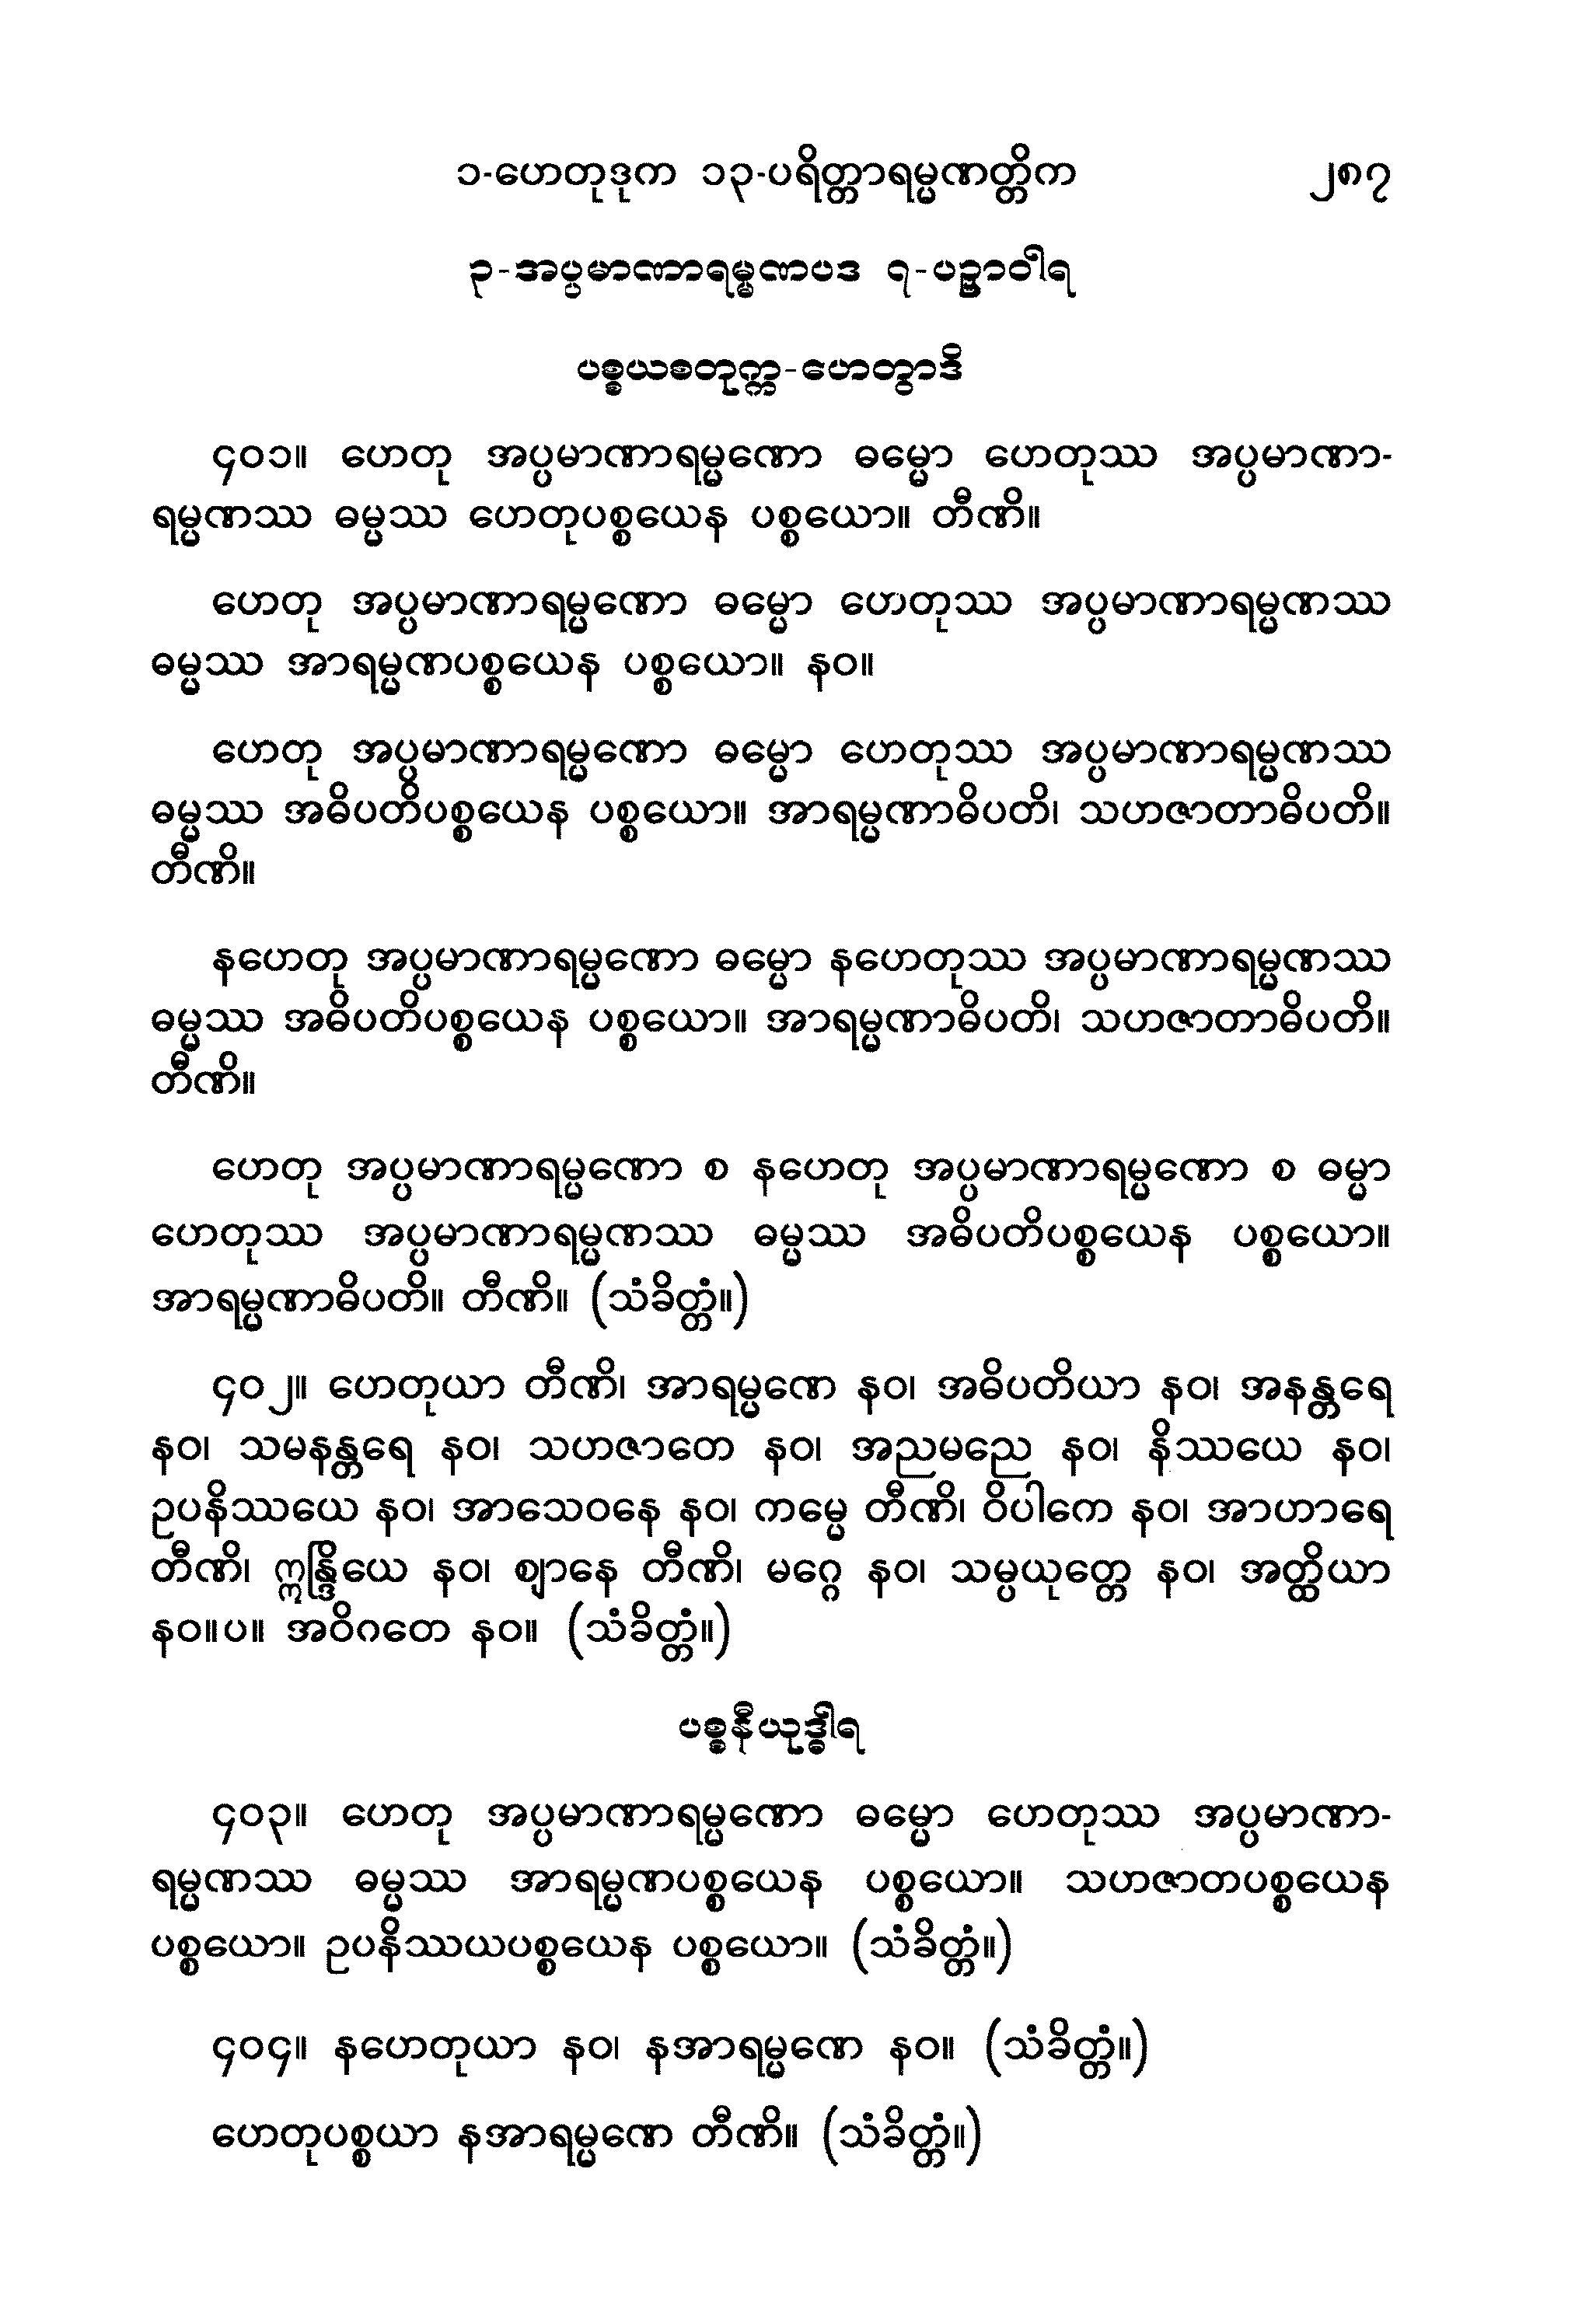 ၁-ဟေတုဒုက ၁၃-ပရိတ္တာရမ္မဏတ္တိက ၂၈၇
၃-အပ္ပမာဏာရမ္မဏပဒ ၇-ပဉှာဝါရ
ပစ္စယစတုက္က-ဟေတွာဒိ
၄၀၁။ ဟေတု အပ္ပမာဏာရမ္မဏော ဓမ္မော ဟေတုဿ အပ္ပမာဏာ-
ရမ္မဏဿ ဓမ္မဿ ဟေတုပစ္စယေန ပစ္စယော။ တီဏိ။
ဟေတု အပ္ပမာဏာရမ္မဏော ဓမ္မော ဟေတုဿ အပ္ပမာဏာရမ္မဏဿ
ဓမ္မဿ အာရမ္မဏပစ္စယေန ပစ္စယော။ နဝ။
ဟေတု အပ္ပမာဏာရမ္မဏော ဓမ္မော ဟေတုဿ အပ္ပမာဏာရမ္မဏဿ
ဓမ္မဿ အဓိပတိပစ္စယေန ပစ္စယော။ အာရမ္မဏာဓိပတိ၊ သဟဇာတာဓိပတိ။
တီဏိ။
နဟေတု အပ္ပမာဏာရမ္မဏော ဓမ္မော နဟေတုဿ အပ္ပမာဏာရမ္မဏဿ
ဓမ္မဿ အဓိပတိပစ္စယေန ပစ္စယော။ အာရမ္မဏာဓိပတိ၊ သဟဇာတာဓိပတိ။
တီဏိ။
ဟေတု အပ္ပမာဏာရမ္မဏော စ နဟေတု အပ္ပမာဏာရမ္မဏော စ ဓမ္မာ
ဟေတုဿ အပ္ပမာဏာရမ္မဏဿ ဓမ္မဿ အဓိပတိပစ္စယေန ပစ္စယော။
အာရမ္မဏာဓိပတိ။ တီဏိ။ (သံခိတ္တံ။)
၄၀၂။ ဟေတုယာ တီဏိ၊ အာရမ္မဏေ နဝ၊ အဓိပတိယာ နဝ၊ အနန္တရေ
နဝ၊ သမနန္တရေ နဝ၊ သဟဇာတေ နဝ၊ အညမညေ နဝ၊ နိဿယေ နဝ၊
ဥပနိဿယေ နဝ၊ အာသေဝနေ နဝ၊ ကမ္မေ တီဏိ၊ ဝိပါကေ နဝ၊ အာဟာရေ
တီဏိ၊ ဣန္ဒြိယေ နဝ၊ ဈာနေ တီဏိ၊ မဂ္ဂေ နဝ၊ သမ္ပယုတ္တေ နဝ၊ အတ္ထိယာ
နဝ။ပ။ အဝိဂတေ နဝ။ (သံခိတ္တံ။)
ပစ္စနီယုဒ္ဓါရ
၄၀၃။ ဟေတု အပ္ပမာဏာရမ္မဏော ဓမ္မော ဟေတုဿ အပ္ပမာဏာ-
ရမ္မဏဿ ဓမ္မဿ အာရမ္မဏပစ္စယေန ပစ္စယော။ သဟဇာတပစ္စယေန
ပစ္စယော။ ဥပနိဿယပစ္စယေန ပစ္စယော။ (သံခိတ္တံ။)
၄၀၄။ နဟေတုယာ နဝ၊ နအာရမ္မဏေ နဝ။ (သံခိတ္တံ။)
ဟေတုပစ္စယာ နအာရမ္မဏေ တီဏိ။ (သံခိတ္တံ။)